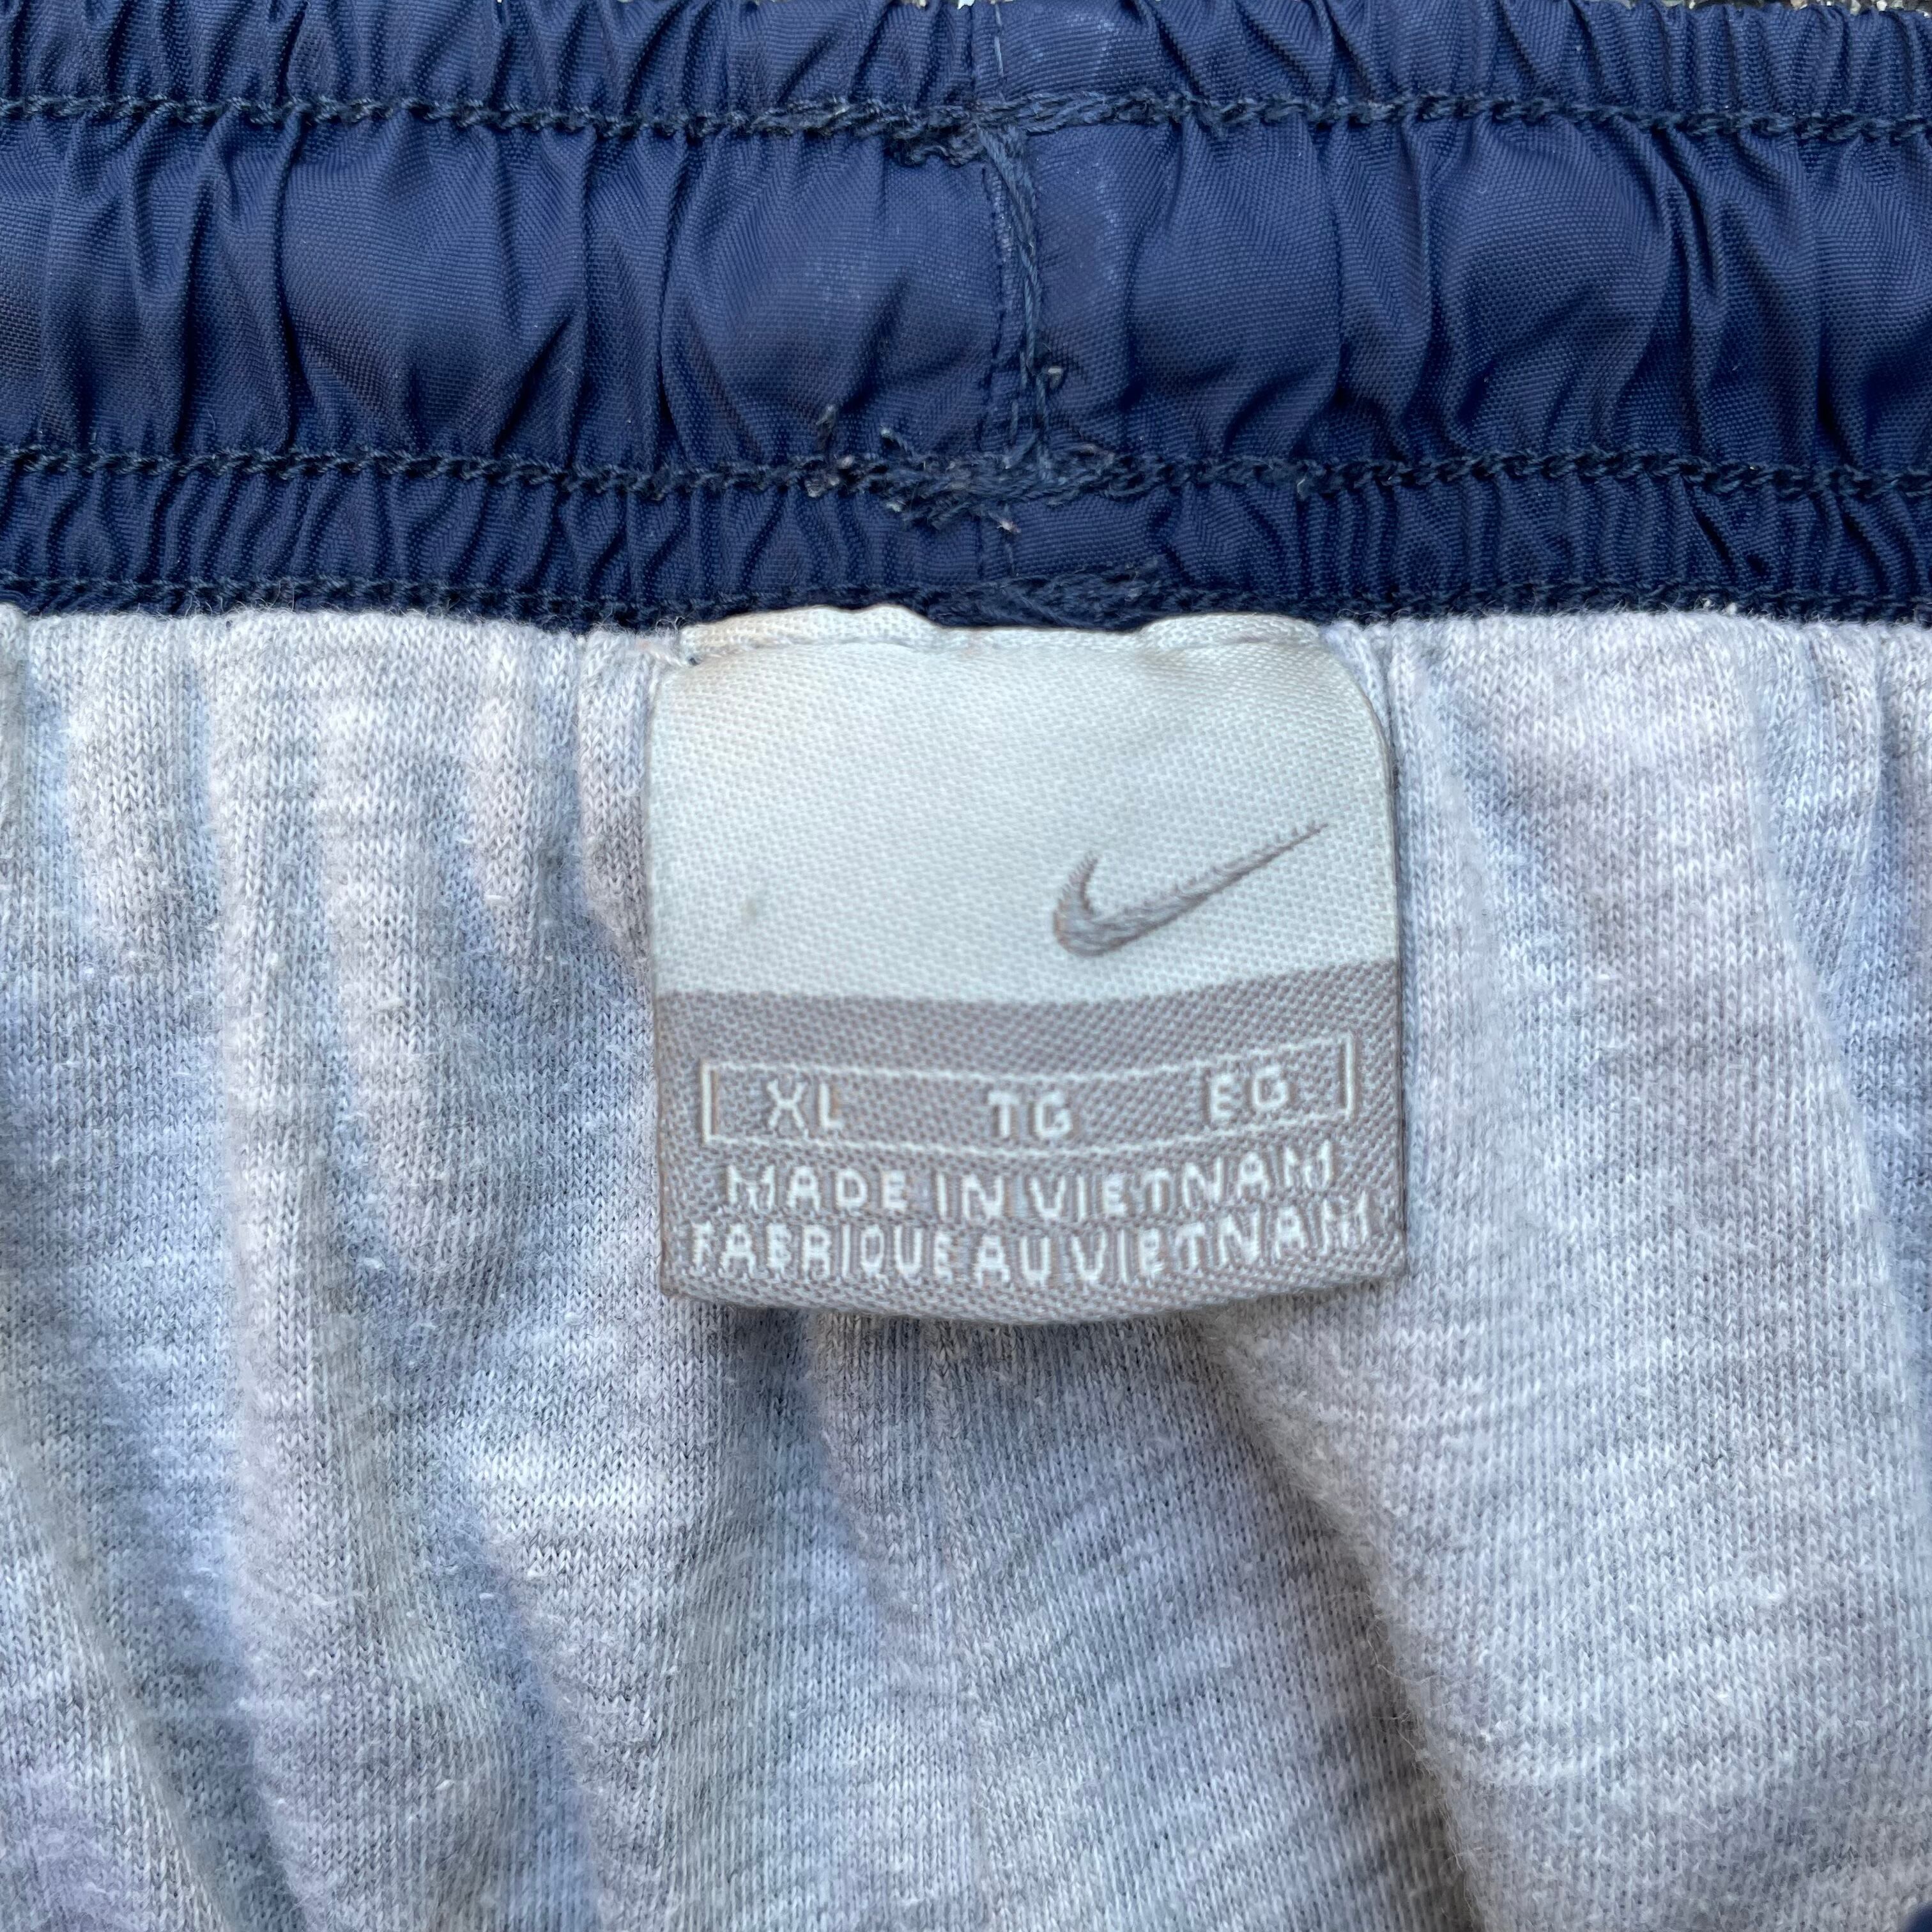 XL TG EG
MADE IN VIETNAM
FABRIQUE AU VIETNAM